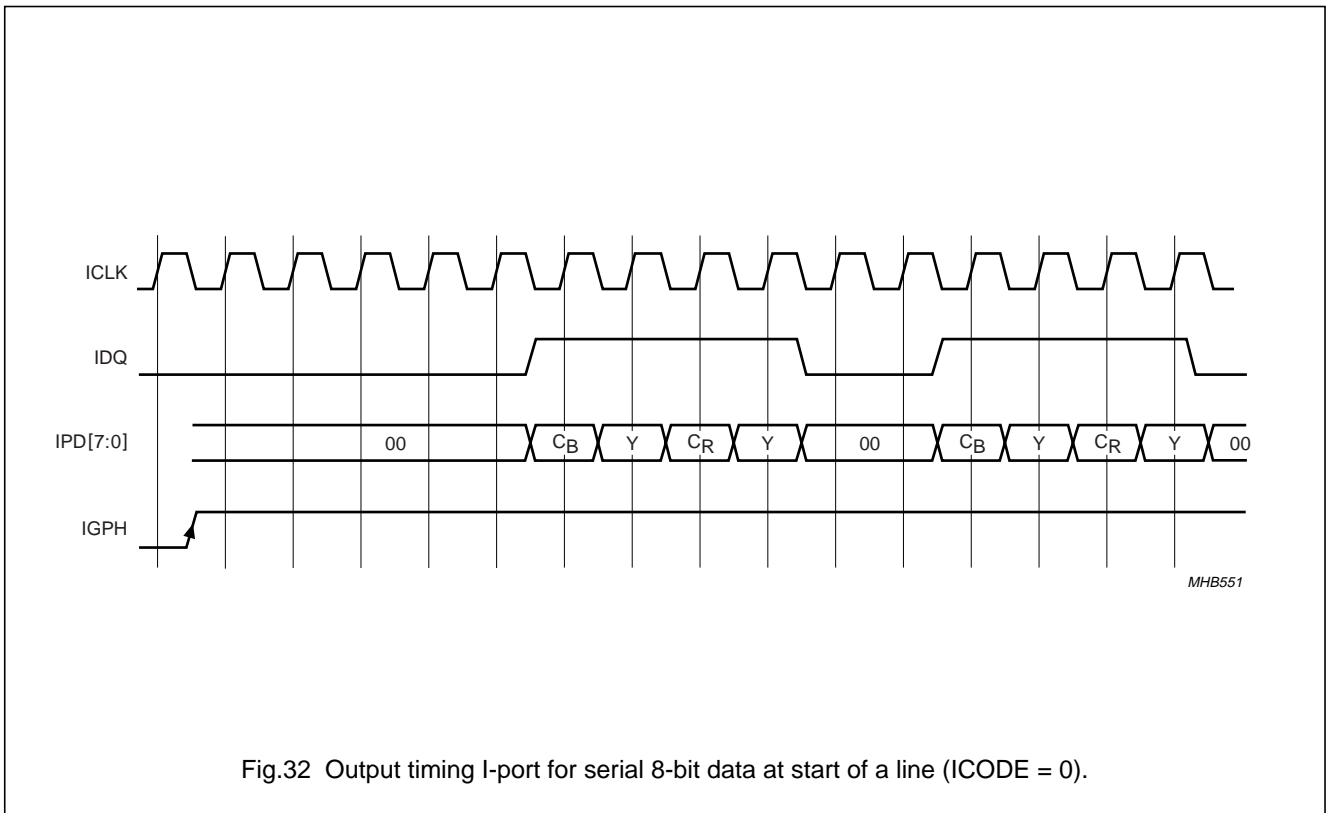 ICLK
IDQ
IPD[7:0] 00 CB Y CR Y 00 CB Y CR Y 00
IGPH
MHB551
Fig.32 Output timing I-port for serial 8-bit data at start of a line (ICODE = 0).